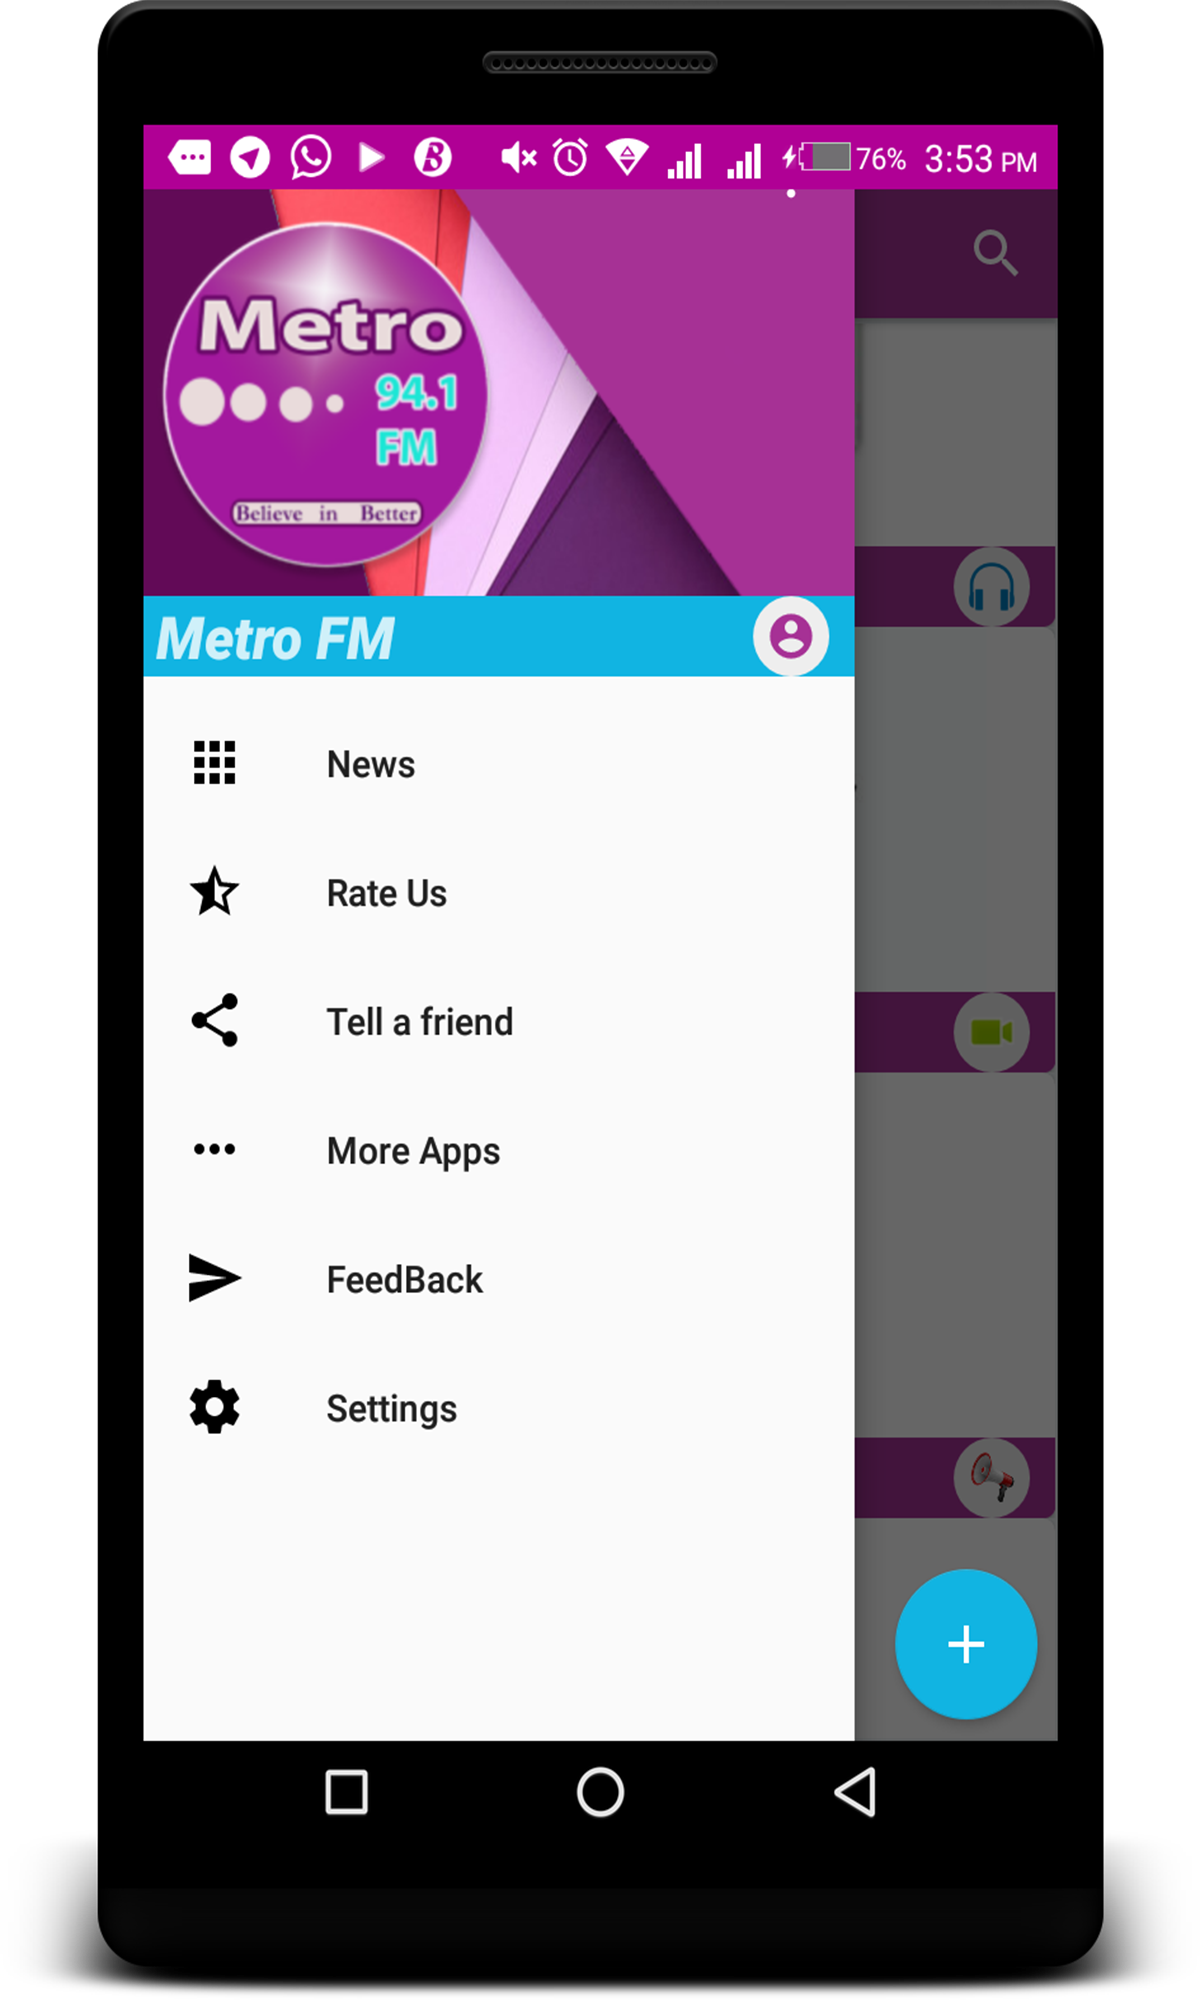 76% 3:53 PM
Metro
94.1
FM
Believe in Better
Metro FM
News
Rate Us
Tell a friend
More Apps
FeedBack
Settings